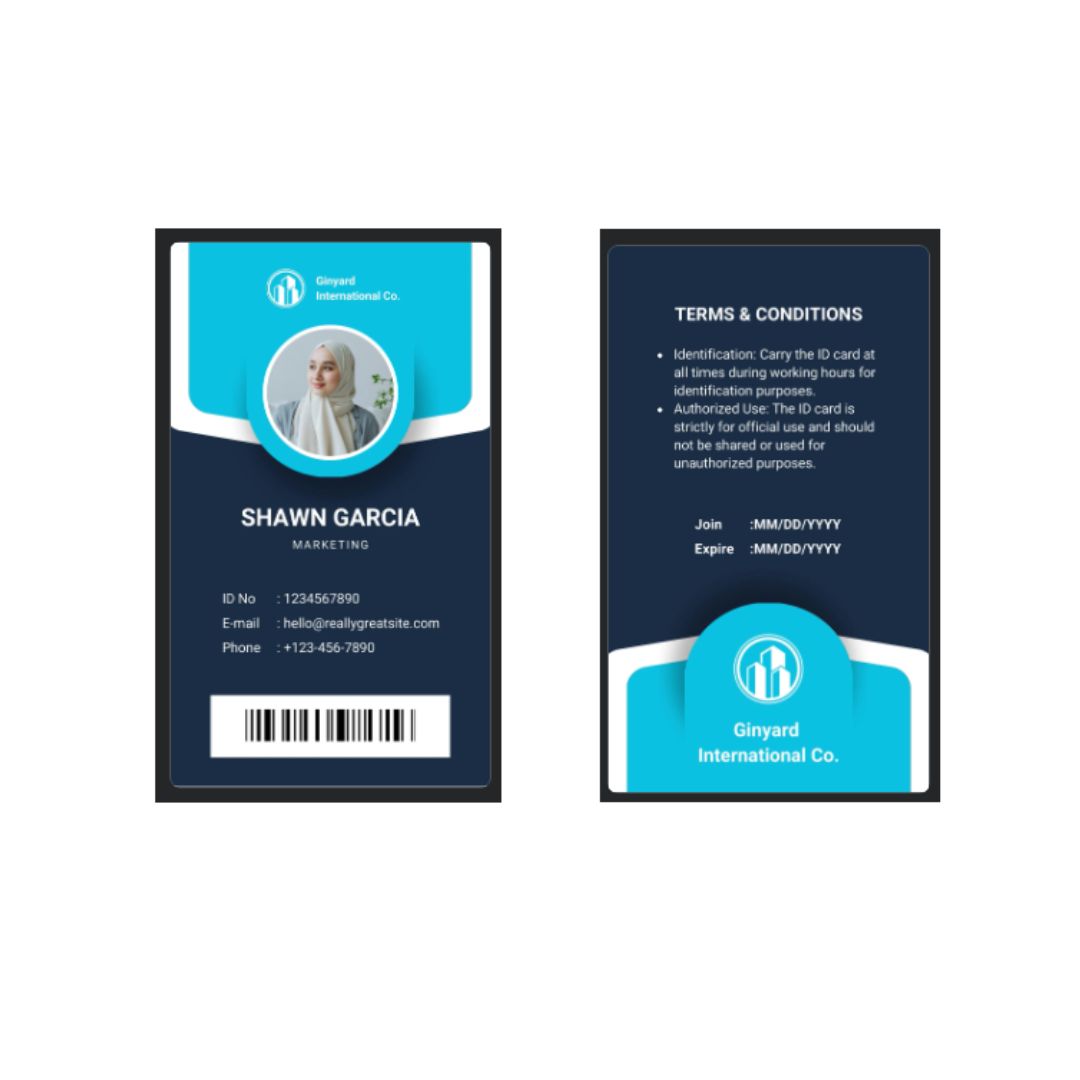 Ginyard
International Co.
SHAWN GARCIA
MARKETING
ID No : 1234567890
E-mail : hello@reallygreatsite.com
Phone : +123-456-7890
TERMS & CONDITIONS
• Identification: Carry the ID card at
all times during working hours for
identification purposes.
• Authorized Use: The ID card is
strictly for official use and should
not be shared or used for
unauthorized purposes.
Join :MM/DD/YYYY
Expire :MM/DD/YYYY
Ginyard
International Co.